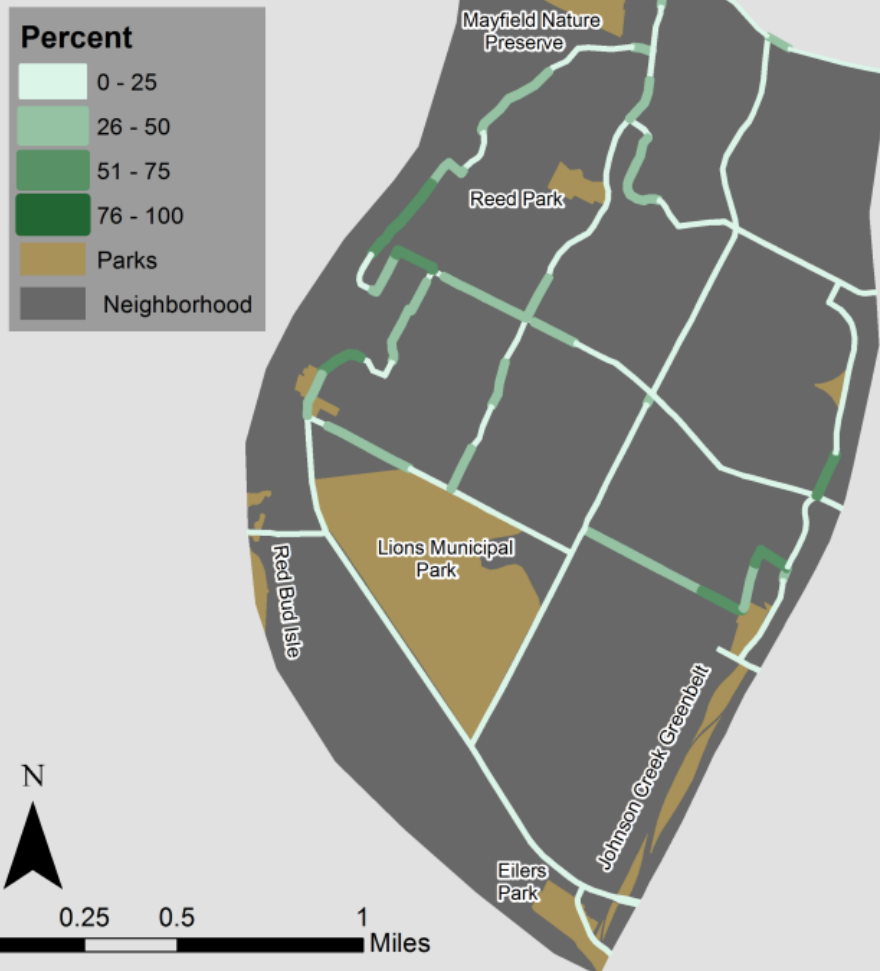 Percent
0 - 25
26 - 50
51 - 75
76 - 100
Parks
Neighborhood
Mayfield Nature
Preserve
Reed Park
Lions Municipal
Park
Red Bud Isle
Johnson Creek Greenbelt
Eilers
Park
N
0.25 0.5 1
Miles